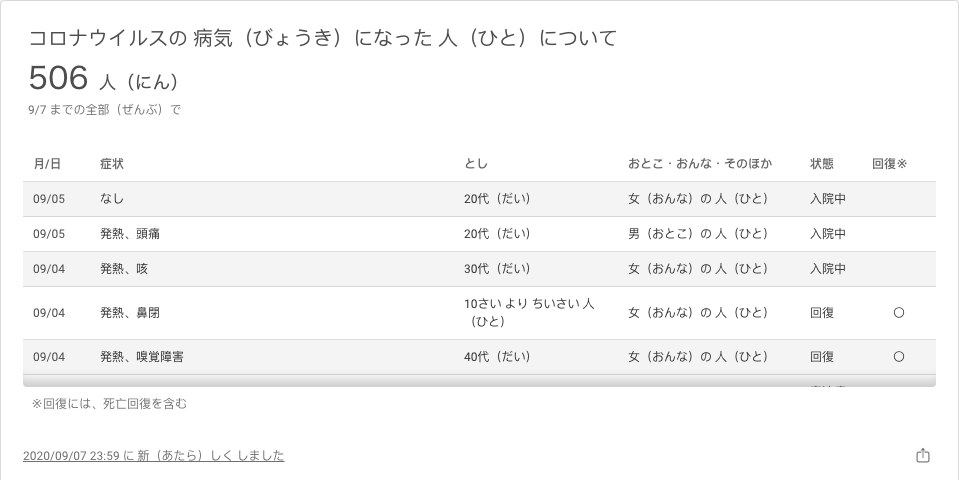 コロナウイルスの 病気（びょうき）になった 人（ひと）について
506 人（にん）
9/7 までの全部（ぜんぶ）で
月/日 症状 とし おとこ・おんな・そのほか 状態 回復※
09/05 なし 20代（だい） 女（おんな）の 人（ひと） 入院中
09/05 発熱、頭痛 20代（だい） 男（おとこ）の 人（ひと） 入院中
09/04 発熱、咳 30代（だい） 女（おんな）の 人（ひと） 入院中
09/04 発熱、鼻閉 10さい より ちいさい 人（ひと） 女（おんな）の 人（ひと） 回復 〇
09/04 発熱、嗅覚障害 40代（だい） 女（おんな）の 人（ひと） 回復 〇
※回復には、死亡回復を含む
2020/09/07 23:59 に 新（あたら）しく しました